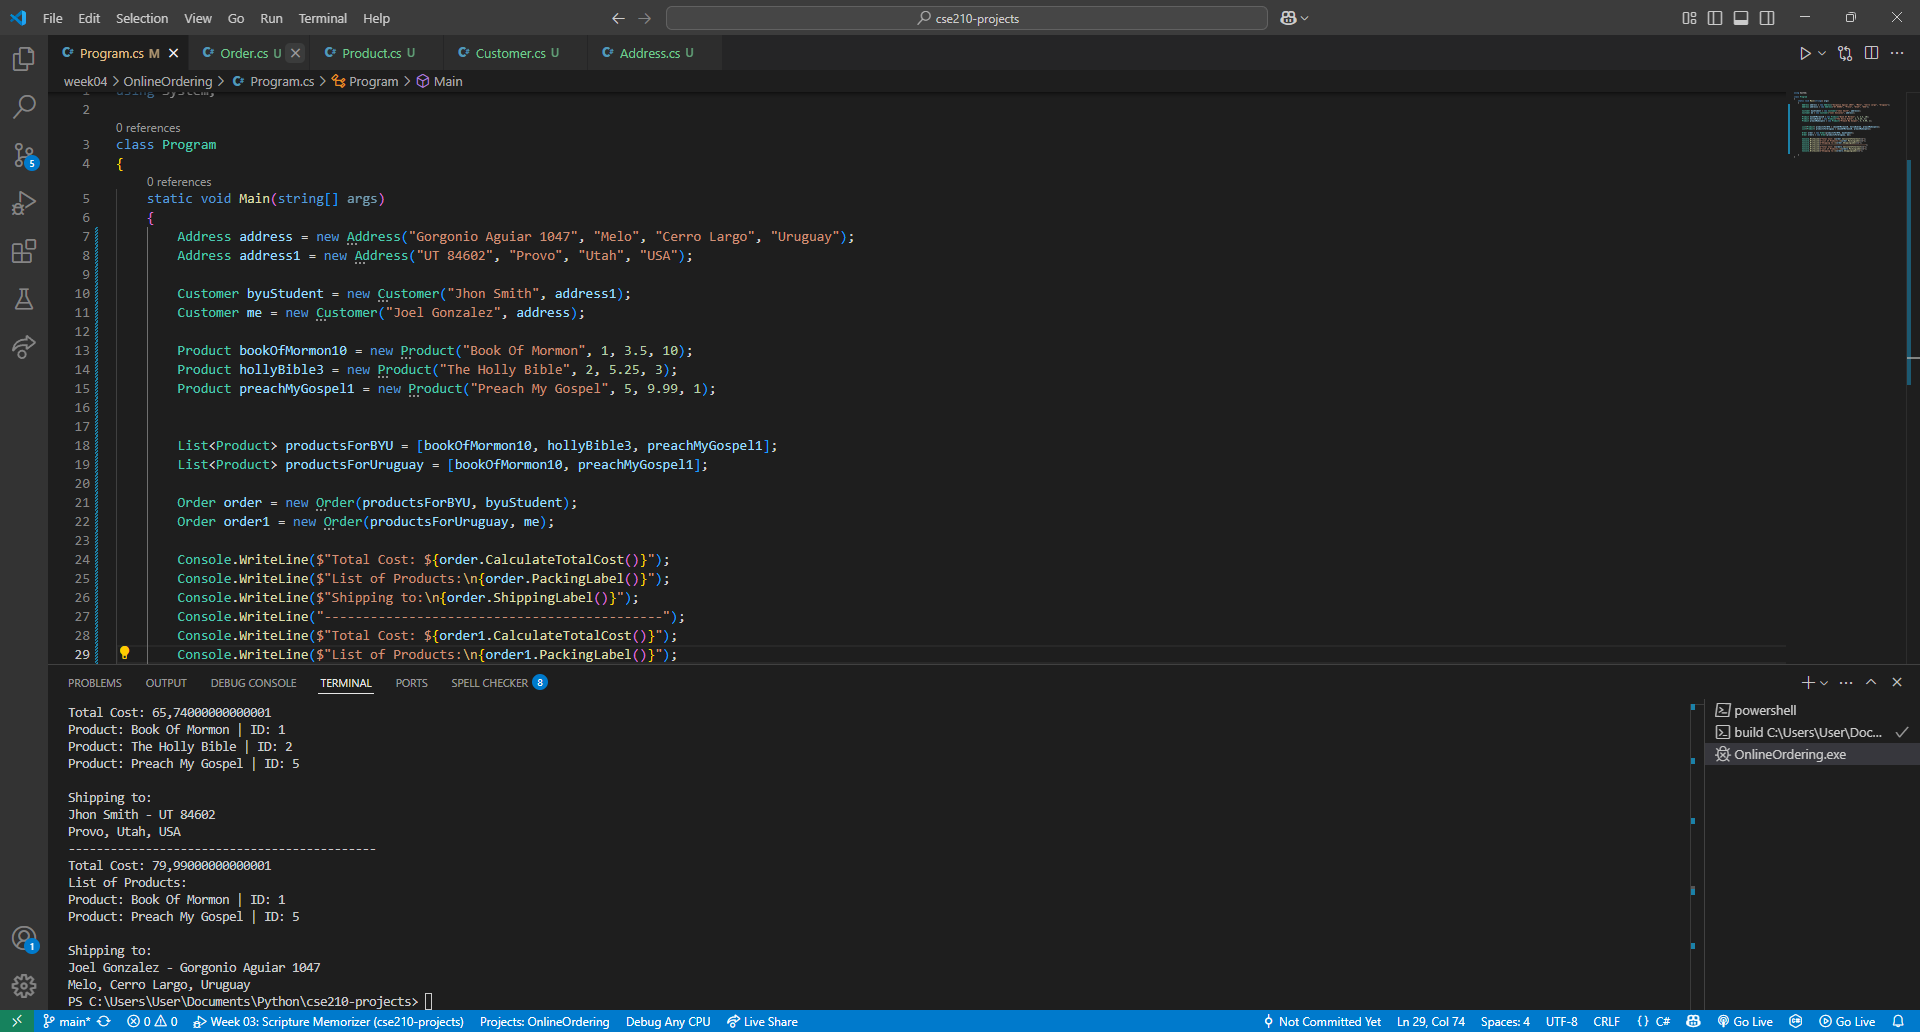 File Edit Selection View Go Run Terminal Help
cse210-projects
Program.cs M
Order.cs U
Product.cs U
Customer.cs U
Address.cs U
week04 > OnlineOrdering > Program.cs > Program > Main
1 using System;
2
0 references
3 class Program
4 {
0 references
5 static void Main(string[] args)
6 {
7 Address address = new Address("Gorgonio Aguiar 1047", "Melo", "Cerro Largo", "Uruguay");
8 Address address1 = new Address("UT 84602", "Provo", "Utah", "USA");
9
10 Customer byuStudent = new Customer("Jhon Smith", address1);
11 Customer me = new Customer("Joel Gonzalez", address);
12
13 Product bookOfMormon10 = new Product("Book Of Mormon", 1, 3.5, 10);
14 Product hollyBible3 = new Product("The Holly Bible", 2, 5.25, 3);
15 Product preachMyGospel1 = new Product("Preach My Gospel", 5, 9.99, 1);
16
17
18 List<Product> productsForBYU = [bookOfMormon10, hollyBible3, preachMyGospel1];
19 List<Product> productsForUruguay = [bookOfMormon10, preachMyGospel1];
20
21 Order order = new Order(productsForBYU, byuStudent);
22 Order order1 = new Order(productsForUruguay, me);
23
24 Console.WriteLine($"Total Cost: ${order.CalculateTotalCost()}");
25 Console.WriteLine($"List of Products:\n{order.PackingLabel()}");
26 Console.WriteLine($"Shipping to:\n{order.ShippingLabel()}");
27 Console.WriteLine("--------------------------------------------");
28 Console.WriteLine($"Total Cost: ${order1.CalculateTotalCost()}");
29 Console.WriteLine($"List of Products:\n{order1.PackingLabel()}");
PROBLEMS OUTPUT DEBUG CONSOLE TERMINAL PORTS SPELL CHECKER 8
Total Cost: 65,74000000000001
Product: Book Of Mormon | ID: 1
Product: The Holly Bible | ID: 2
Product: Preach My Gospel | ID: 5
Shipping to:
Jhon Smith - UT 84602
Provo, Utah, USA
--------------------------------------------
Total Cost: 79,99000000000001
List of Products:
Product: Book Of Mormon | ID: 1
Product: Preach My Gospel | ID: 5
Shipping to:
Joel Gonzalez - Gorgonio Aguiar 1047
Melo, Cerro Largo, Uruguay
PS C:\Users\User\Documents\Python\cse210-projects>
powershell
build C:\Users\User\Doc...
OnlineOrdering.exe
5
1
main* 0 0 Week 03: Scripture Memorizer (cse210-projects) Projects: OnlineOrdering Debug Any CPU Live Share Not Committed Yet Ln 29, Col 74 Spaces: 4 UTF-8 CRLF {} C# Go Live Go Live